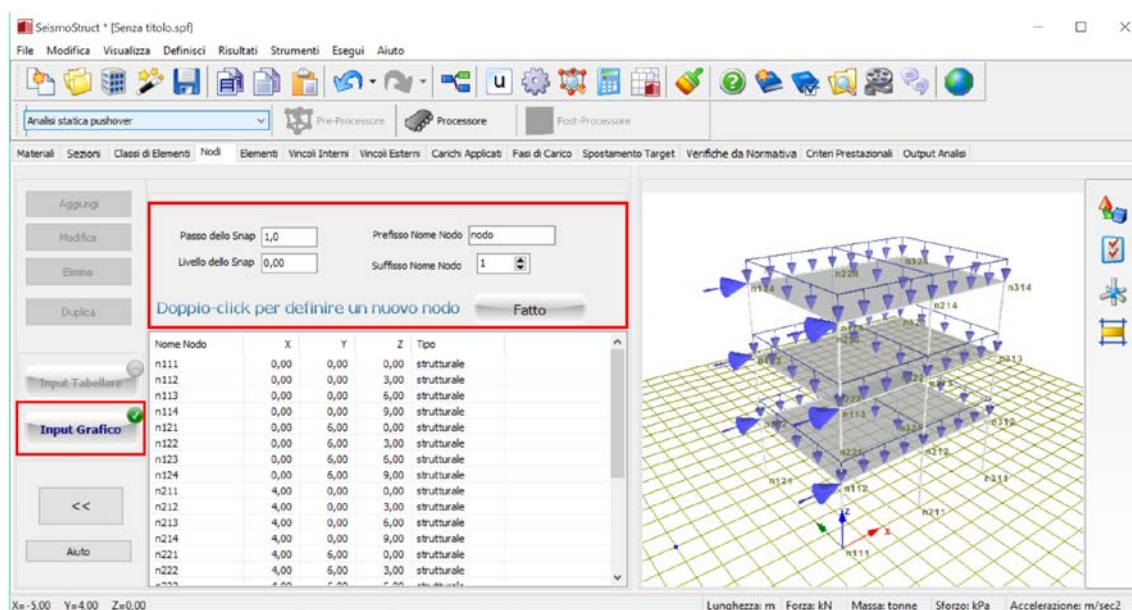 SeismoStruct * [Senza titolo.spf]
File Modifica Visualizza Definisci Risultati Strumenti Esegui Aiuto
u
Analisi statica pushover Pre-Processore Processore Post-Processore
Materiali Sezioni Classi di Elementi Nodi Elementi Vincoli Interni Vincoli Esterni Carichi Applicati Fasi di Carico Spostamento Target Verifiche da Normativa Criteri Prestazionali Output Analisi
Aggiungi
Modifica
Elimina
Duplica
Input Tabellare
Input Grafico
<<
Aiuto
Passo dello Snap 1,0 Prefisso Nome Nodo nodo
Livello dello Snap 0,00 Suffisso Nome Nodo 1
Doppio-click per definire un nuovo nodo Fatto
Nome Nodo X Y Z Tipo
n111 0,00 0,00 0,00 strutturale
n112 0,00 0,00 3,00 strutturale
n113 0,00 0,00 6,00 strutturale
n114 0,00 0,00 9,00 strutturale
n121 0,00 6,00 0,00 strutturale
n122 0,00 6,00 3,00 strutturale
n123 0,00 6,00 6,00 strutturale
n124 0,00 6,00 9,00 strutturale
n211 4,00 0,00 0,00 strutturale
n212 4,00 0,00 3,00 strutturale
n213 4,00 0,00 6,00 strutturale
n214 4,00 0,00 9,00 strutturale
n221 4,00 6,00 0,00 strutturale
n222 4,00 6,00 3,00 strutturale
n324
n224
n124
n314
n214
n313
n113
n312
n212
n121
n311
n112
n211
z
x
n111
X=-5,00 Y=4,00 Z=0,00 Lunghezza: m Forza: kN Massa: tonne Sforzo: kPa Accelerazione: m/sec2